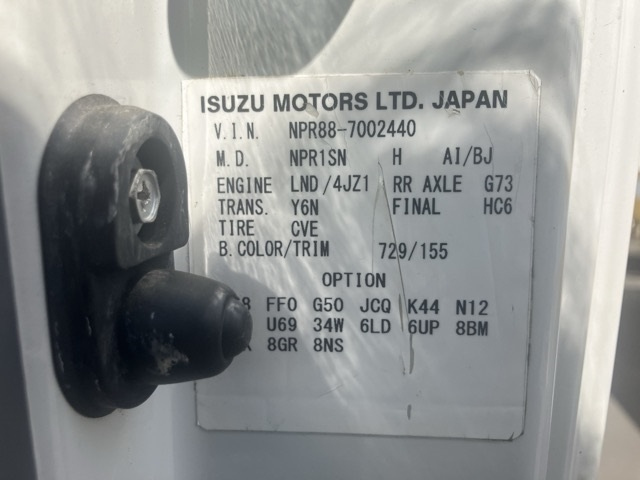 ISUZU MOTORS LTD. JAPAN
V.I.N. NPR88-7002440
M.D. NPR1SN H AI/BJ
ENGINE LND/4JZ1 RR AXLE G73
TRANS. Y6N FINAL HC6
TIRE CVE
B.COLOR/TRIM 729/155
OPTION
FFO G50 JCQ K44 N12
U69 34W 6LD 6UP 8BM
8GR 8NS